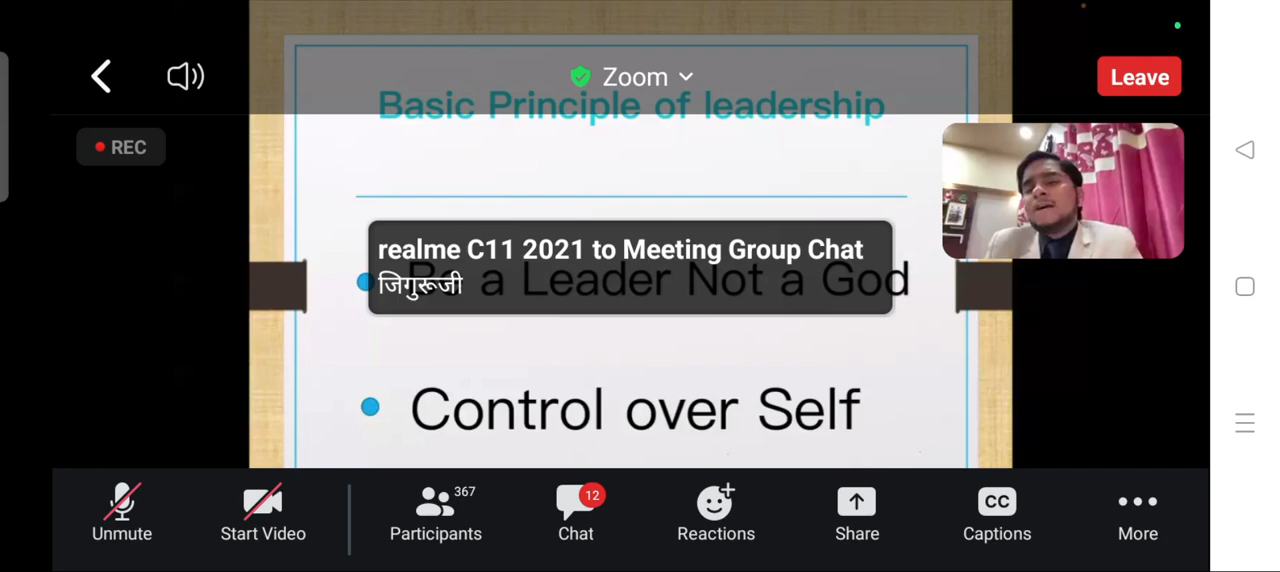 Zoom
Leave
Basic Principle of leadership
REC
realme C11 2021 to Meeting Group Chat
जिगुरूजी
Be a Leader Not a God
Control over Self
367
12
Unmute
Start Video
Participants
Chat
Reactions
Share
CC
Captions
More